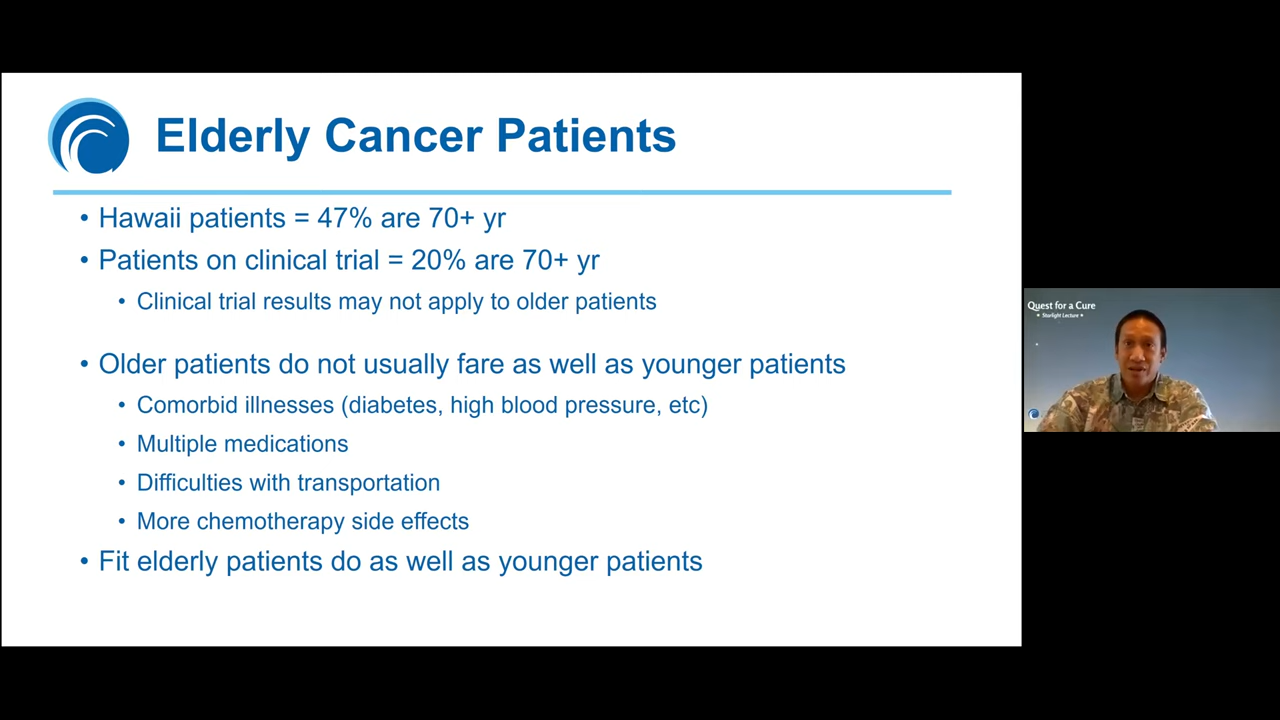 Elderly Cancer Patients
• Hawaii patients = 47% are 70+ yr
• Patients on clinical trial = 20% are 70+ yr
• Clinical trial results may not apply to older patients
• Older patients do not usually fare as well as younger patients
• Comorbid illnesses (diabetes, high blood pressure, etc)
• Multiple medications
• Difficulties with transportation
• More chemotherapy side effects
• Fit elderly patients do as well as younger patients
Quest for a Cure
• Starlight Lecture •